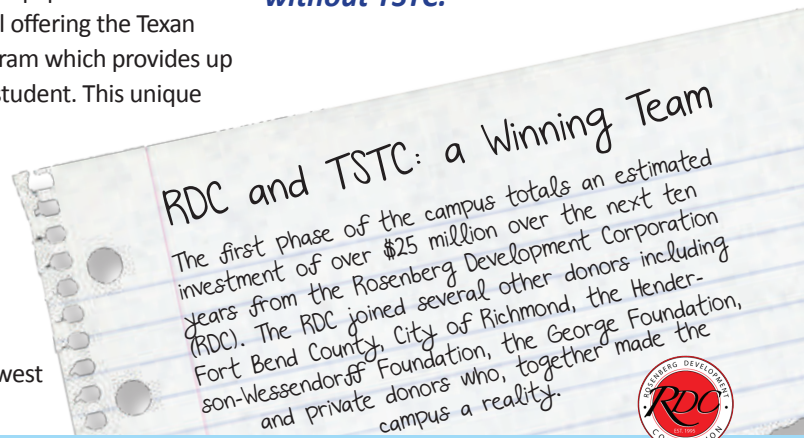 without TSTC.
l offering the Texan
ram which provides up
student. This unique
RDC and TSTC: a Winning Team
The first phase of the campus totals an estimated
investment of over $25 million over the next ten
years from the Rosenberg Development Corporation
(RDC). The RDC joined several other donors including
Fort Bend County, City of Richmond, the Hender-
son-Wessendorff Foundation, the George Foundation,
and private donors who, together made the
campus a reality.
west
ROSENBERG DEVELOP
RDC
EST. 1995